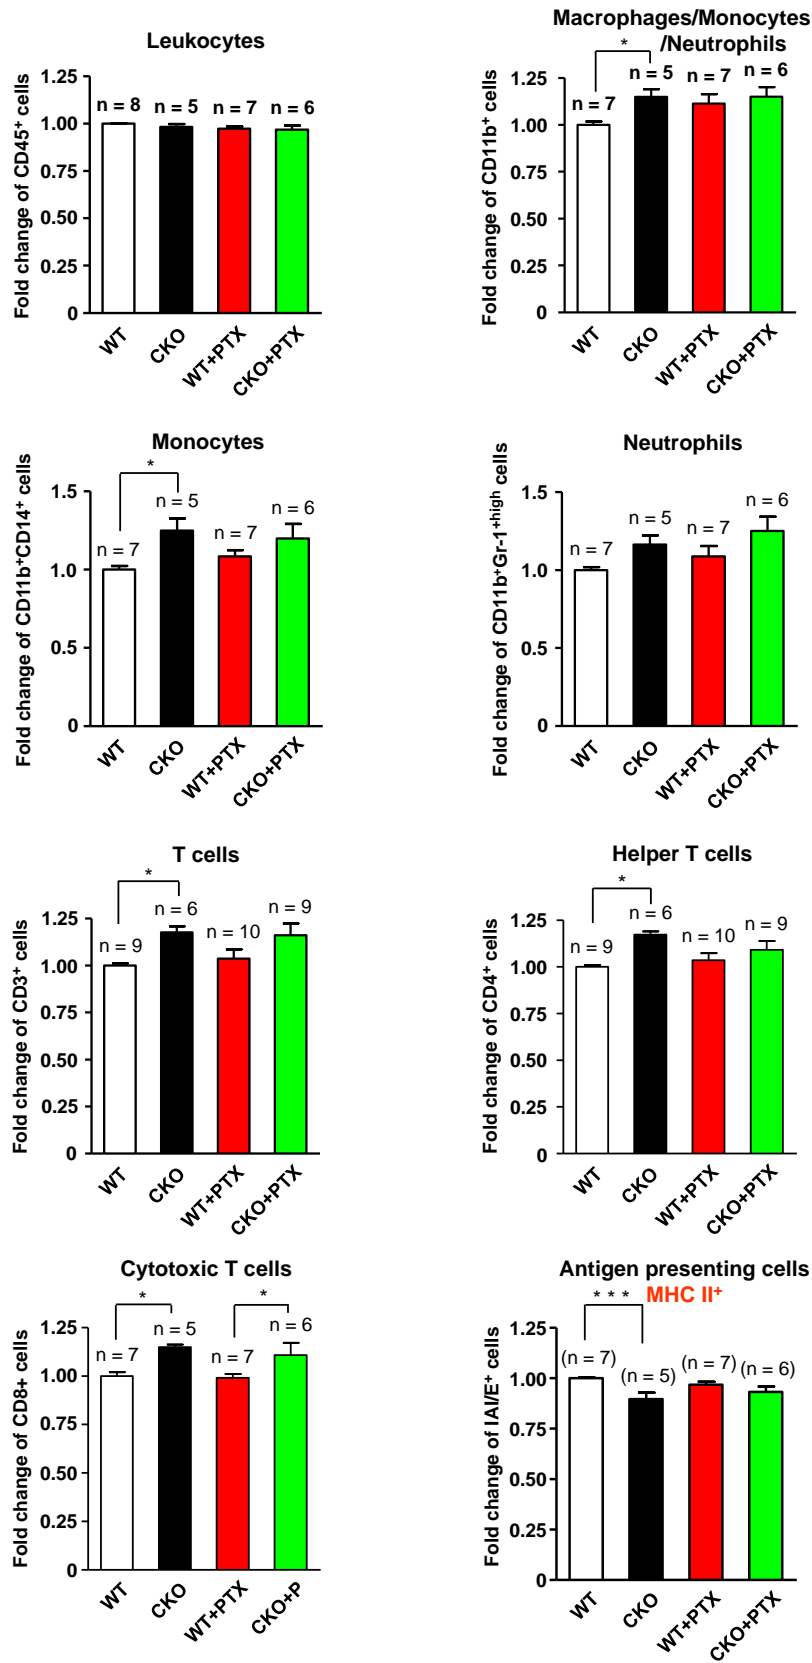 Leukocytes
Fold change of CD45⁺ cells
1.25
1.00
0.75
0.50
0.25
0
n = 8
n = 5
n = 7
n = 6
WT
CKO
WT+PTX
CKO+PTX
Macrophages/Monocytes
/Neutrophils
Fold change of CD11b⁺ cells
1.25
1.00
0.75
0.50
0.25
0
*
n = 7
n = 5
n = 7
n = 6
WT
CKO
WT+PTX
CKO+PTX
Monocytes
Fold change of CD11b⁺CD14⁺ cells
1.5
1.0
0.5
0
*
n = 7
n = 5
n = 7
n = 6
WT
CKO
WT+PTX
CKO+PTX
Neutrophils
Fold change of CD11b⁺Gr-1⁺ʰⁱᵍʰ cells
1.5
1.0
0.5
0
n = 7
n = 5
n = 7
n = 6
WT
CKO
WT+PTX
CKO+PTX
T cells
Fold change of CD3⁺ cells
1.25
1.00
0.75
0.50
0.25
0
*
n = 9
n = 6
n = 10
n = 9
WT
CKO
WT+PTX
CKO+PTX
Helper T cells
Fold change of CD4⁺ cells
1.25
1.00
0.75
0.50
0.25
0
*
n = 9
n = 6
n = 10
n = 9
WT
CKO
WT+PTX
CKO+PTX
Cytotoxic T cells
Fold change of CD8+ cells
1.25
1.00
0.75
0.50
0.25
0
*
*
n = 7
n = 5
n = 7
n = 6
WT
CKO
WT+PTX
CKO+P
Antigen presenting cells
MHC II⁺
Fold change of IAI/E⁺ cells
1.25
1.00
0.75
0.50
0.25
0
* * *
(n = 7)
(n = 5)
(n = 7)
(n = 6)
WT
CKO
WT+PTX
CKO+PTX